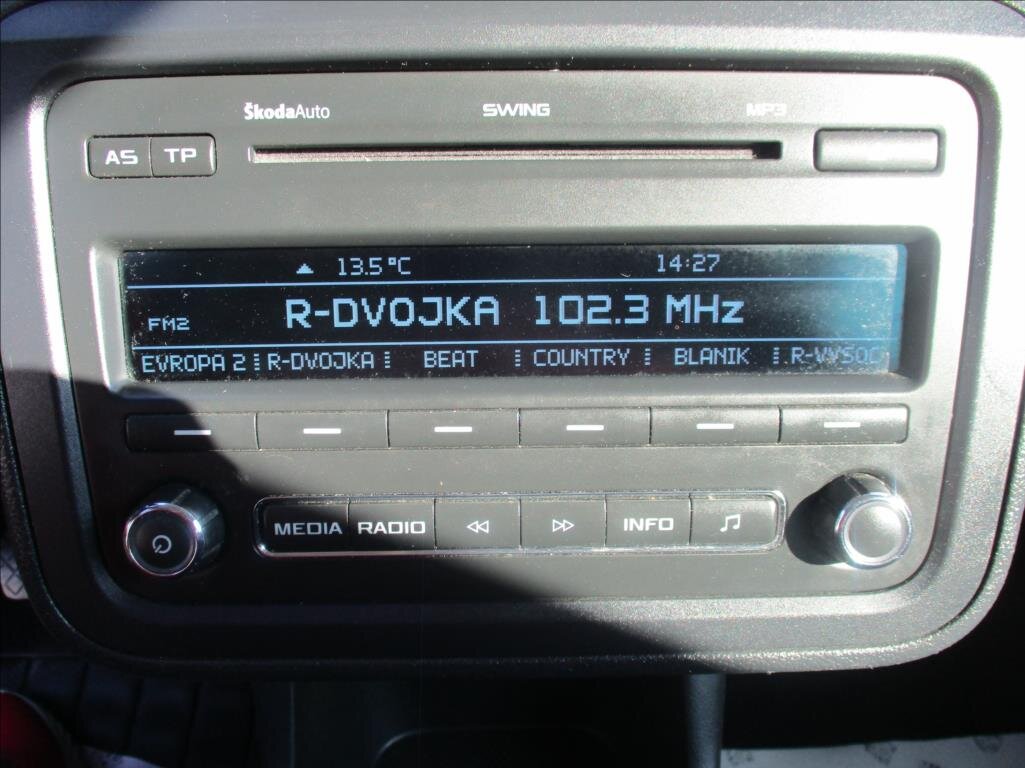 ŠkodaAuto SWING MP3
AS TP
13.5°C 14:27
FM2 R-DVOJKA 102.3 MHz
EVROPA 2 R-DVOJKA BEAT COUNTRY BLANIK R-VYSOC
MEDIA RADIO INFO